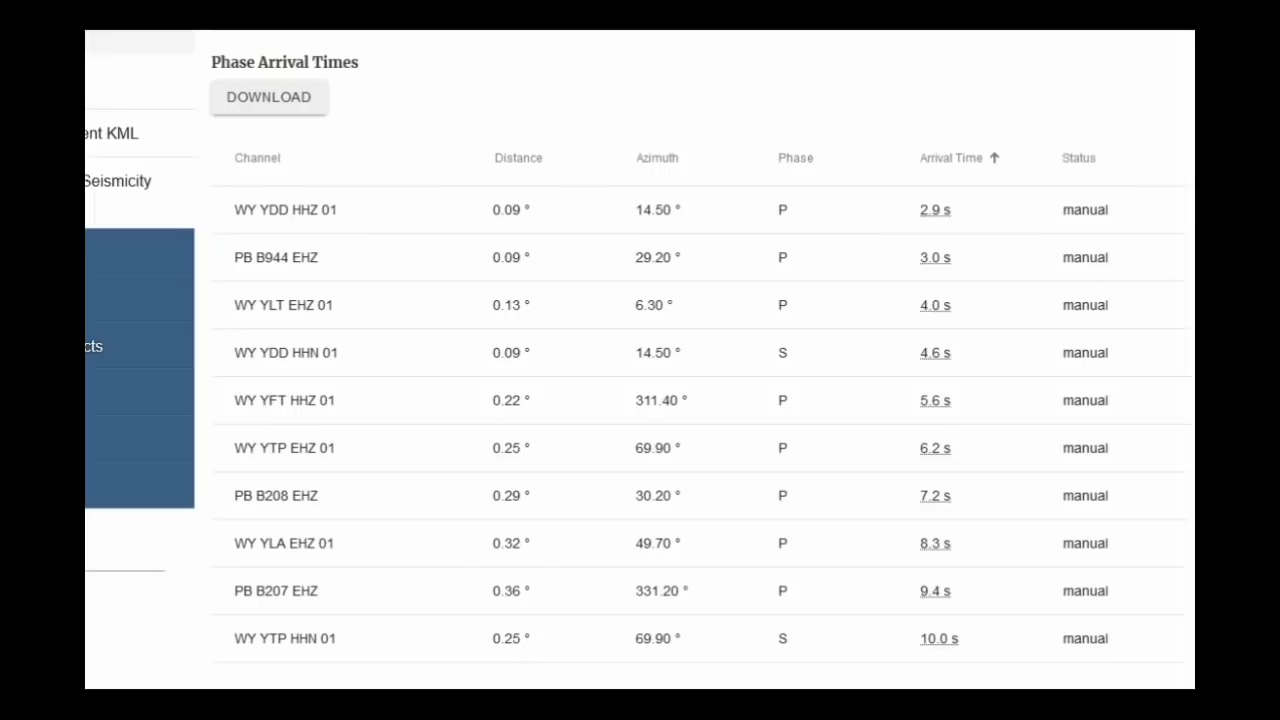 Phase Arrival Times
DOWNLOAD
ent KML
Seismicity
cts
Channel Distance Azimuth Phase Arrival Time ↑ Status
WY YDD HHZ 01 0.09 ° 14.50 ° P 2.9 s manual
PB B944 EHZ 0.09 ° 29.20 ° P 3.0 s manual
WY YLT EHZ 01 0.13 ° 6.30 ° P 4.0 s manual
WY YDD HHN 01 0.09 ° 14.50 ° S 4.6 s manual
WY YFT HHZ 01 0.22 ° 311.40 ° P 5.6 s manual
WY YTP EHZ 01 0.25 ° 69.90 ° P 6.2 s manual
PB B208 EHZ 0.29 ° 30.20 ° P 7.2 s manual
WY YLA EHZ 01 0.32 ° 49.70 ° P 8.3 s manual
PB B207 EHZ 0.36 ° 331.20 ° P 9.4 s manual
WY YTP HHN 01 0.25 ° 69.90 ° S 10.0 s manual